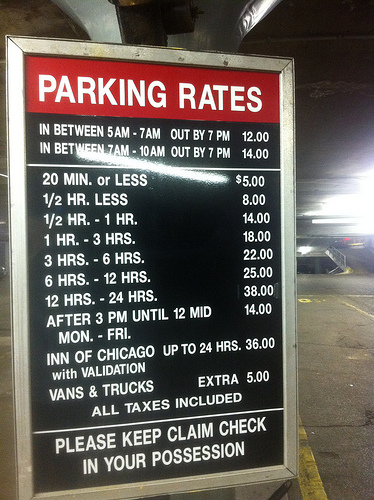 PARKING RATES
IN BETWEEN 5AM - 7AM OUT BY 7 PM 12.00
IN BETWEEN 7AM - 10AM OUT BY 7 PM 14.00
20 MIN. or LESS $5.00
1/2 HR. LESS 8.00
1/2 HR. - 1 HR. 14.00
1 HR. - 3 HRS. 18.00
3 HRS. - 6 HRS. 22.00
6 HRS. - 12 HRS. 25.00
12 HRS. - 24 HRS. 38.00
AFTER 3 PM UNTIL 12 MID 14.00
MON. - FRI.
INN OF CHICAGO UP TO 24 HRS. 36.00
with VALIDATION
VANS & TRUCKS EXTRA 5.00
ALL TAXES INCLUDED
PLEASE KEEP CLAIM CHECK
IN YOUR POSSESSION